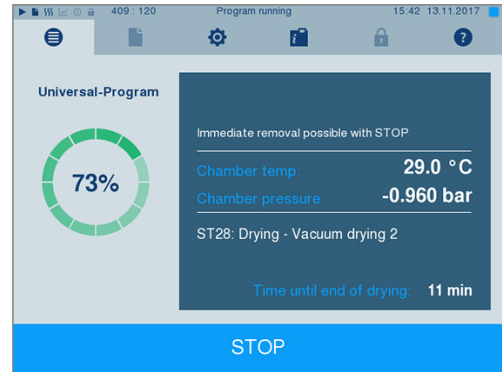 409 : 120 Program running 15:42 13.11.2017
Universal-Program
73%
Immediate removal possible with STOP
Chamber temp. 29.0 °C
Chamber pressure -0.960 bar
ST28: Drying - Vacuum drying 2
Time until end of drying: 11 min
STOP